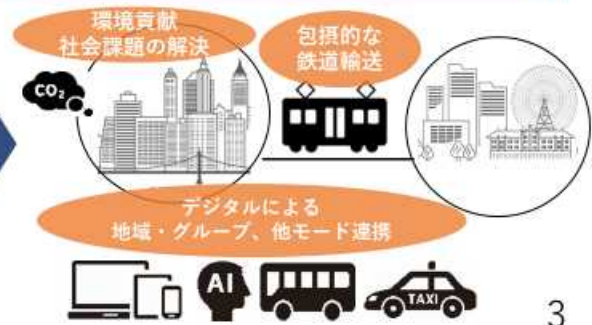 環境貢献
社会課題の解決
包摂的な
鉄道輸送
CO₂
デジタルによる
地域・グループ、他モード連携
AI
TAXI
3